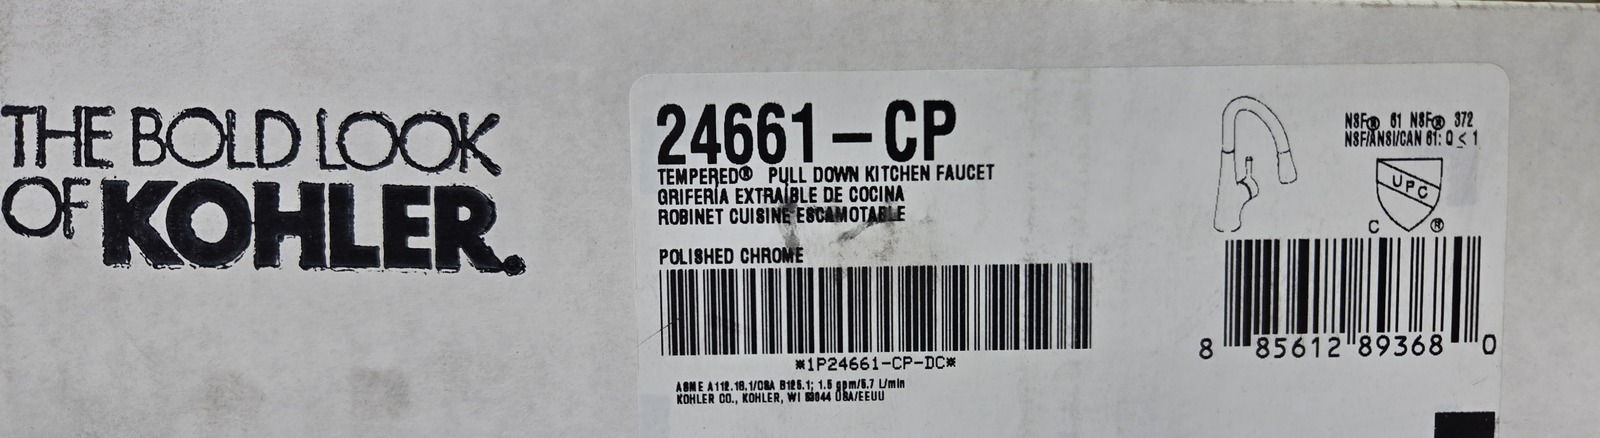 THE BOLD LOOK
OF KOHLER®
24661-CP
TEMPERED® PULL DOWN KITCHEN FAUCET
GRIFERÍA EXTRAÍBLE DE COCINA
ROBINET CUISINE ESCAMOTABLE
POLISHED CHROME
*1P24661-CP-DC*
ASME A112.18.1/CSA B125.1; 1.5 gpm/5.7 L/min
KOHLER CO., KOHLER, WI 53044 USA/EEUU
NSF® 61 NSF® 372
NSF/ANSI/CAN 61: Q ≤ 1
UPC
C ®
8 85612 89368 0